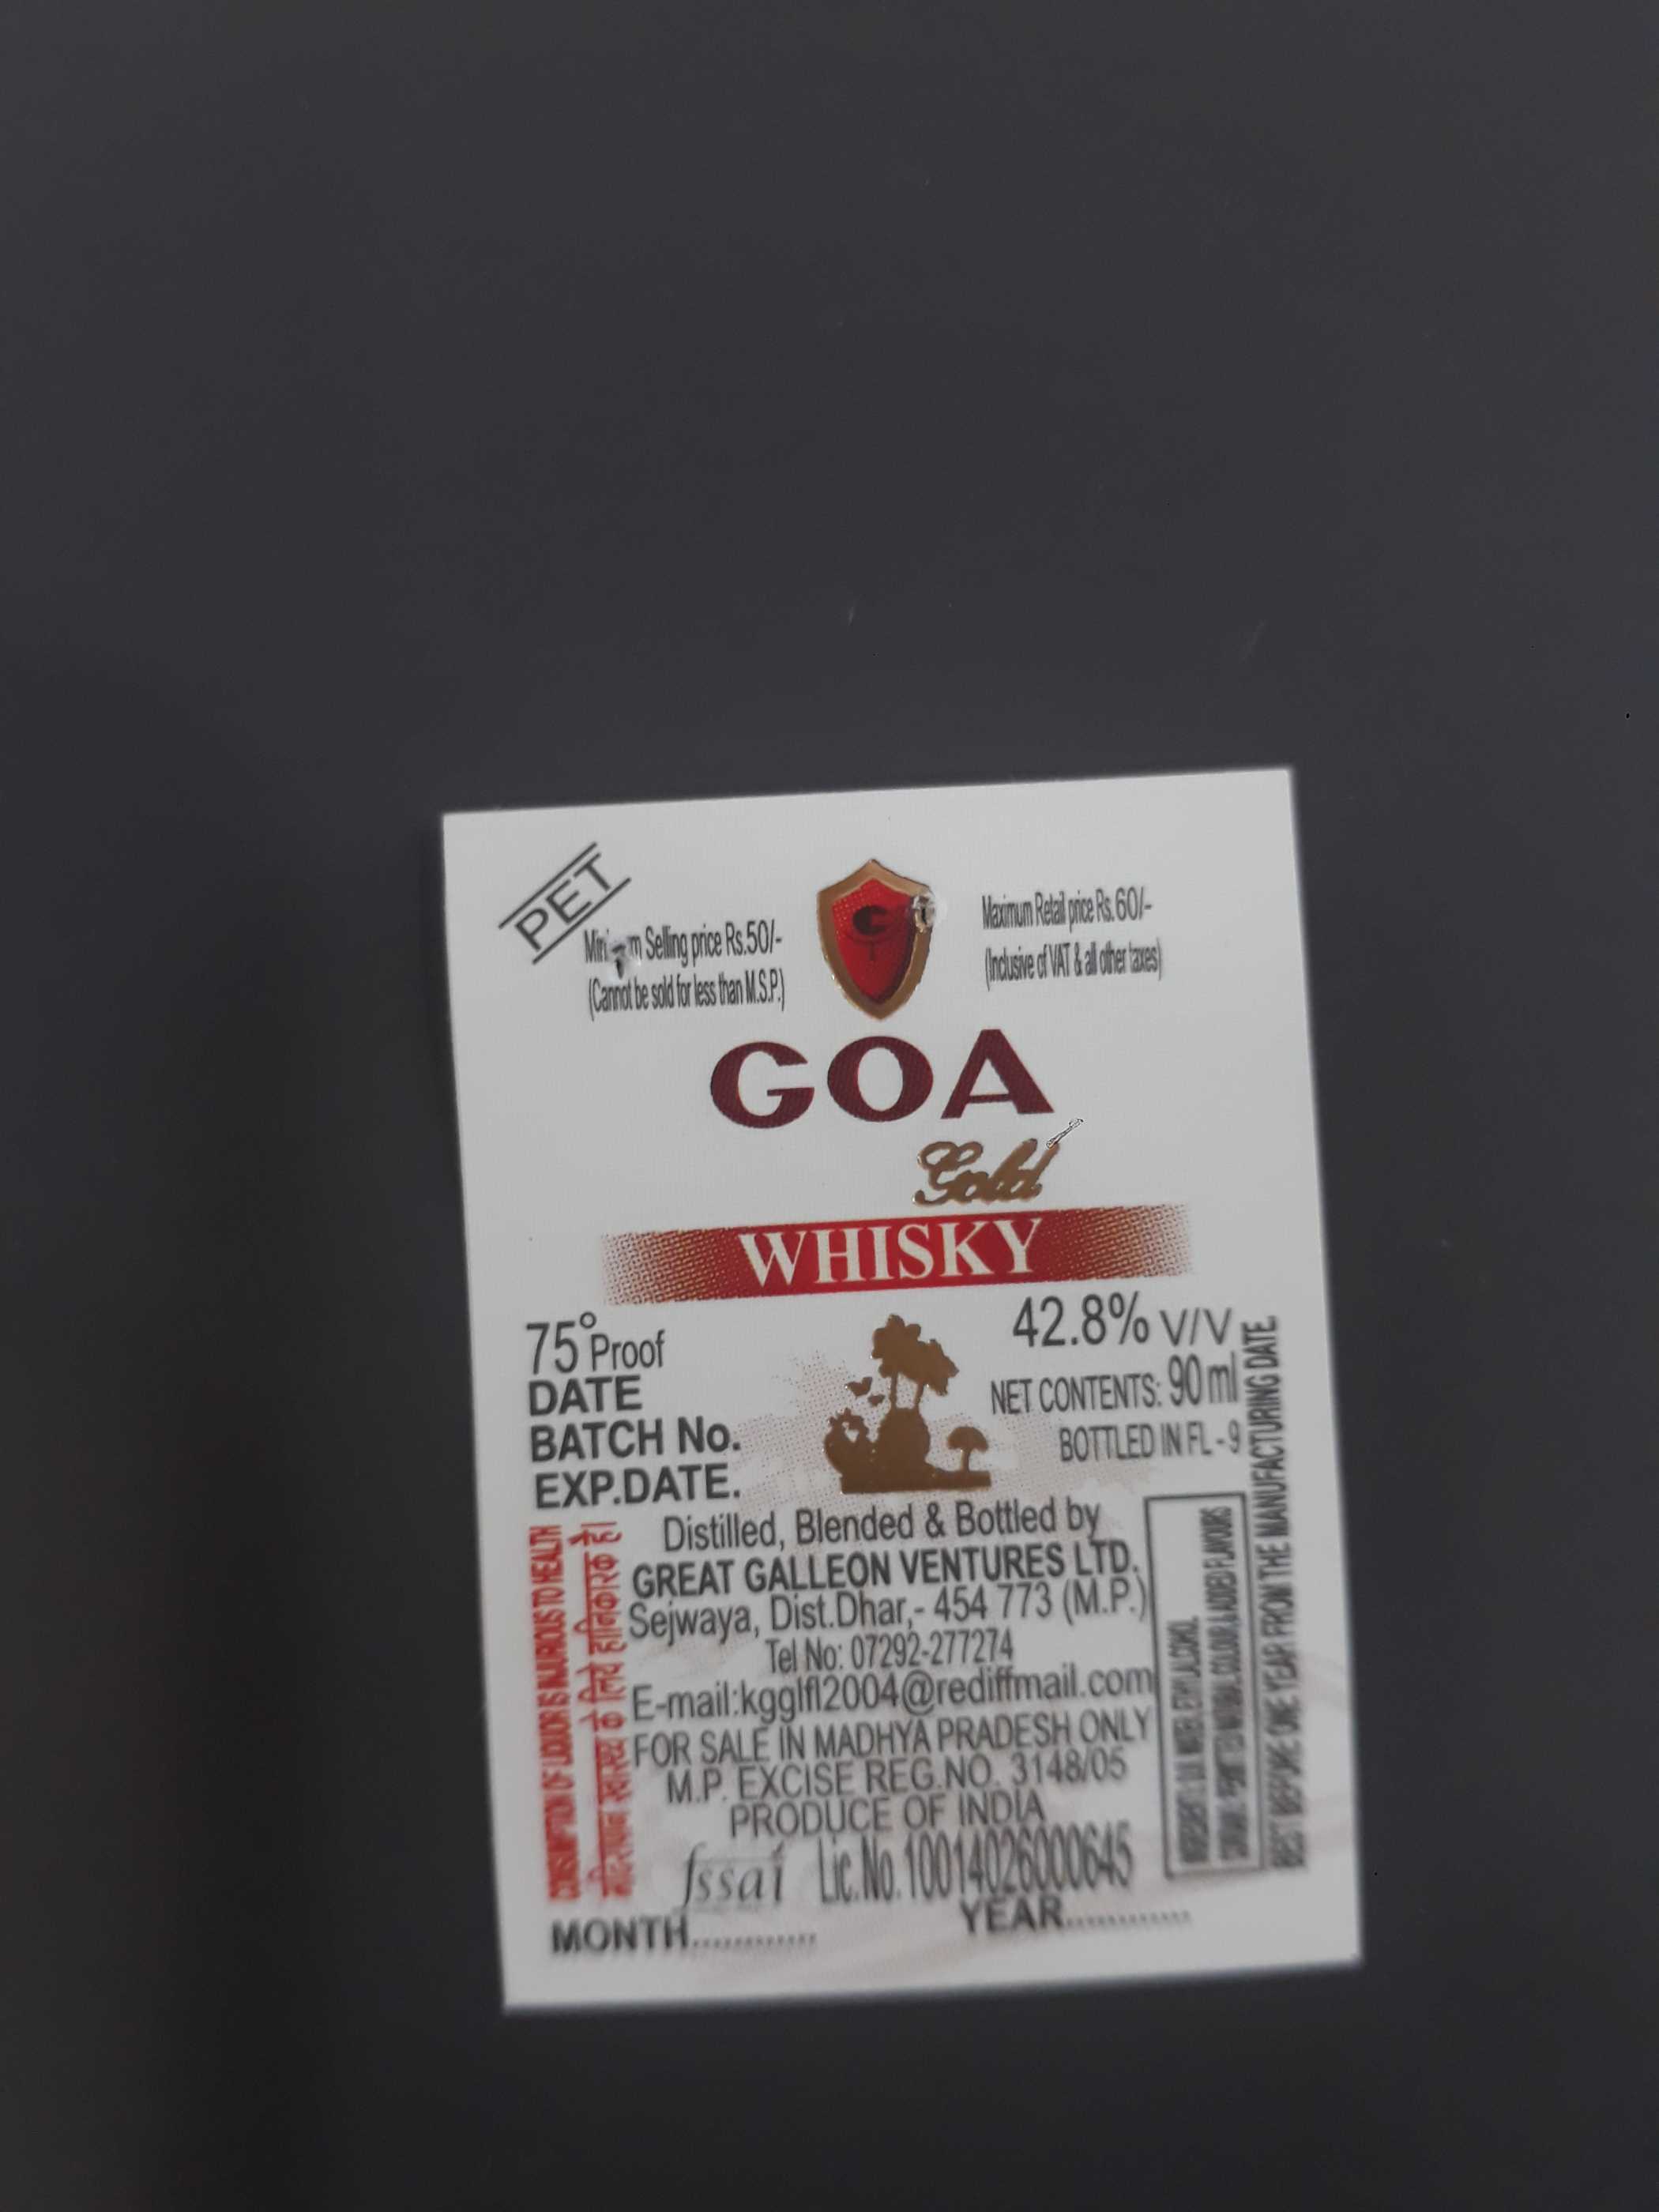 PET
Selling price Rs.50/-
(Cannot be sold for less than M.S.P.)
Maximum Retail price Rs.60/-
(Inclusive of VAT & all other taxes)
GOA
Gold
WHISKY
75° Proof
DATE
BATCH No.
EXP.DATE.
42.8% V/V
NET CONTENTS: 90 ml
BOTTLED IN FL - 9
BEST BEFORE ONE YEAR FROM THE MANUFACTURING DATE.
CONSUMPTION OF LIQUOR IS INJURIOUS TO HEALTH
मदिरापान स्वास्थ्य के लिये हानिकारक है।
Distilled, Blended & Bottled by
GREAT GALLEON VENTURES LTD.
Sejwaya, Dist.Dhar,- 454 773 (M.P.)
Tel No: 07292-277274
E-mail:kgglfl2004@rediffmail.com
FOR SALE IN MADHYA PRADESH ONLY
M.P. EXCISE REG.NO. 3148/05
PRODUCE OF INDIA
fssai Lic.No. 10014026000645
COLOUR & ADDED FLAVOURS
MONTH............ YEAR............